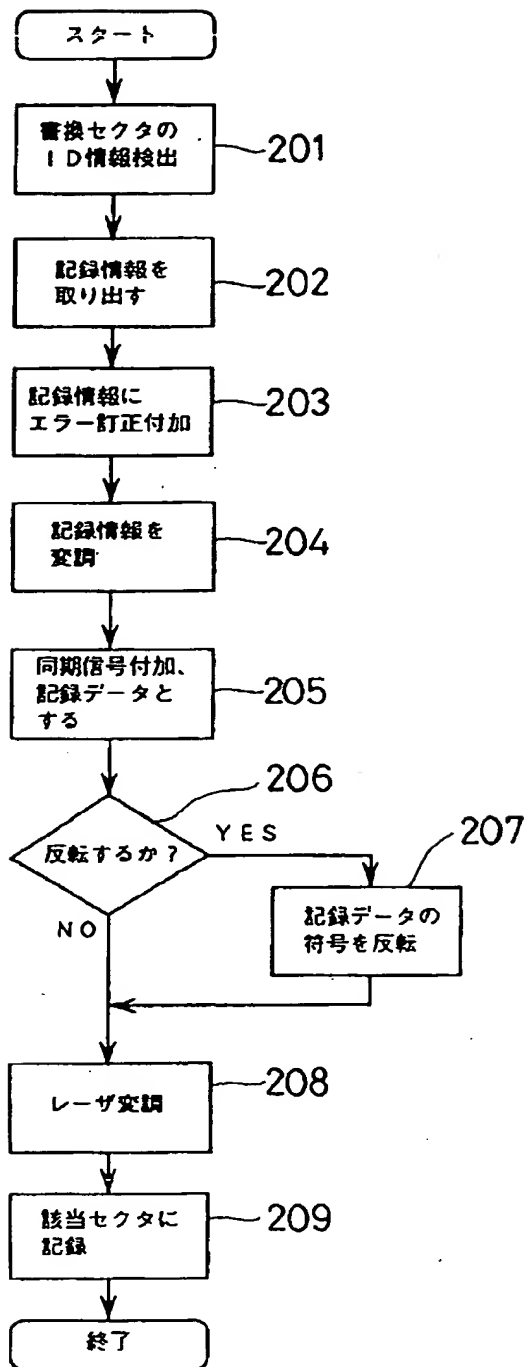 スタート
書換セクタの
ID情報検出
201
記録情報を
取り出す
202
記録情報に
エラー訂正付加
203
記録情報を
変調
204
同期信号付加、
記録データと
する
205
206
反転するか?
YES
207
記録データの
符号を反転
NO
レーザ変調
208
該当セクタに
記録
209
終了